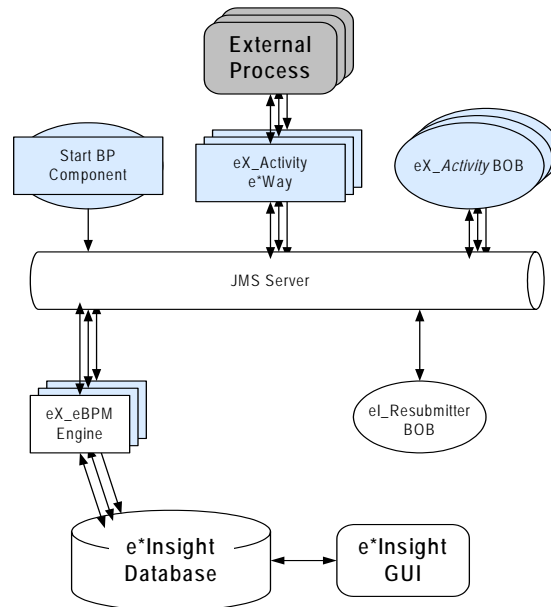 External
Process
Start BP
Component
eX_Activity
e*Way
eX_Activity BOB
JMS Server
eX_eBPM
Engine
eI_Resubmitter
BOB
e*Insight
Database
e*Insight
GUI